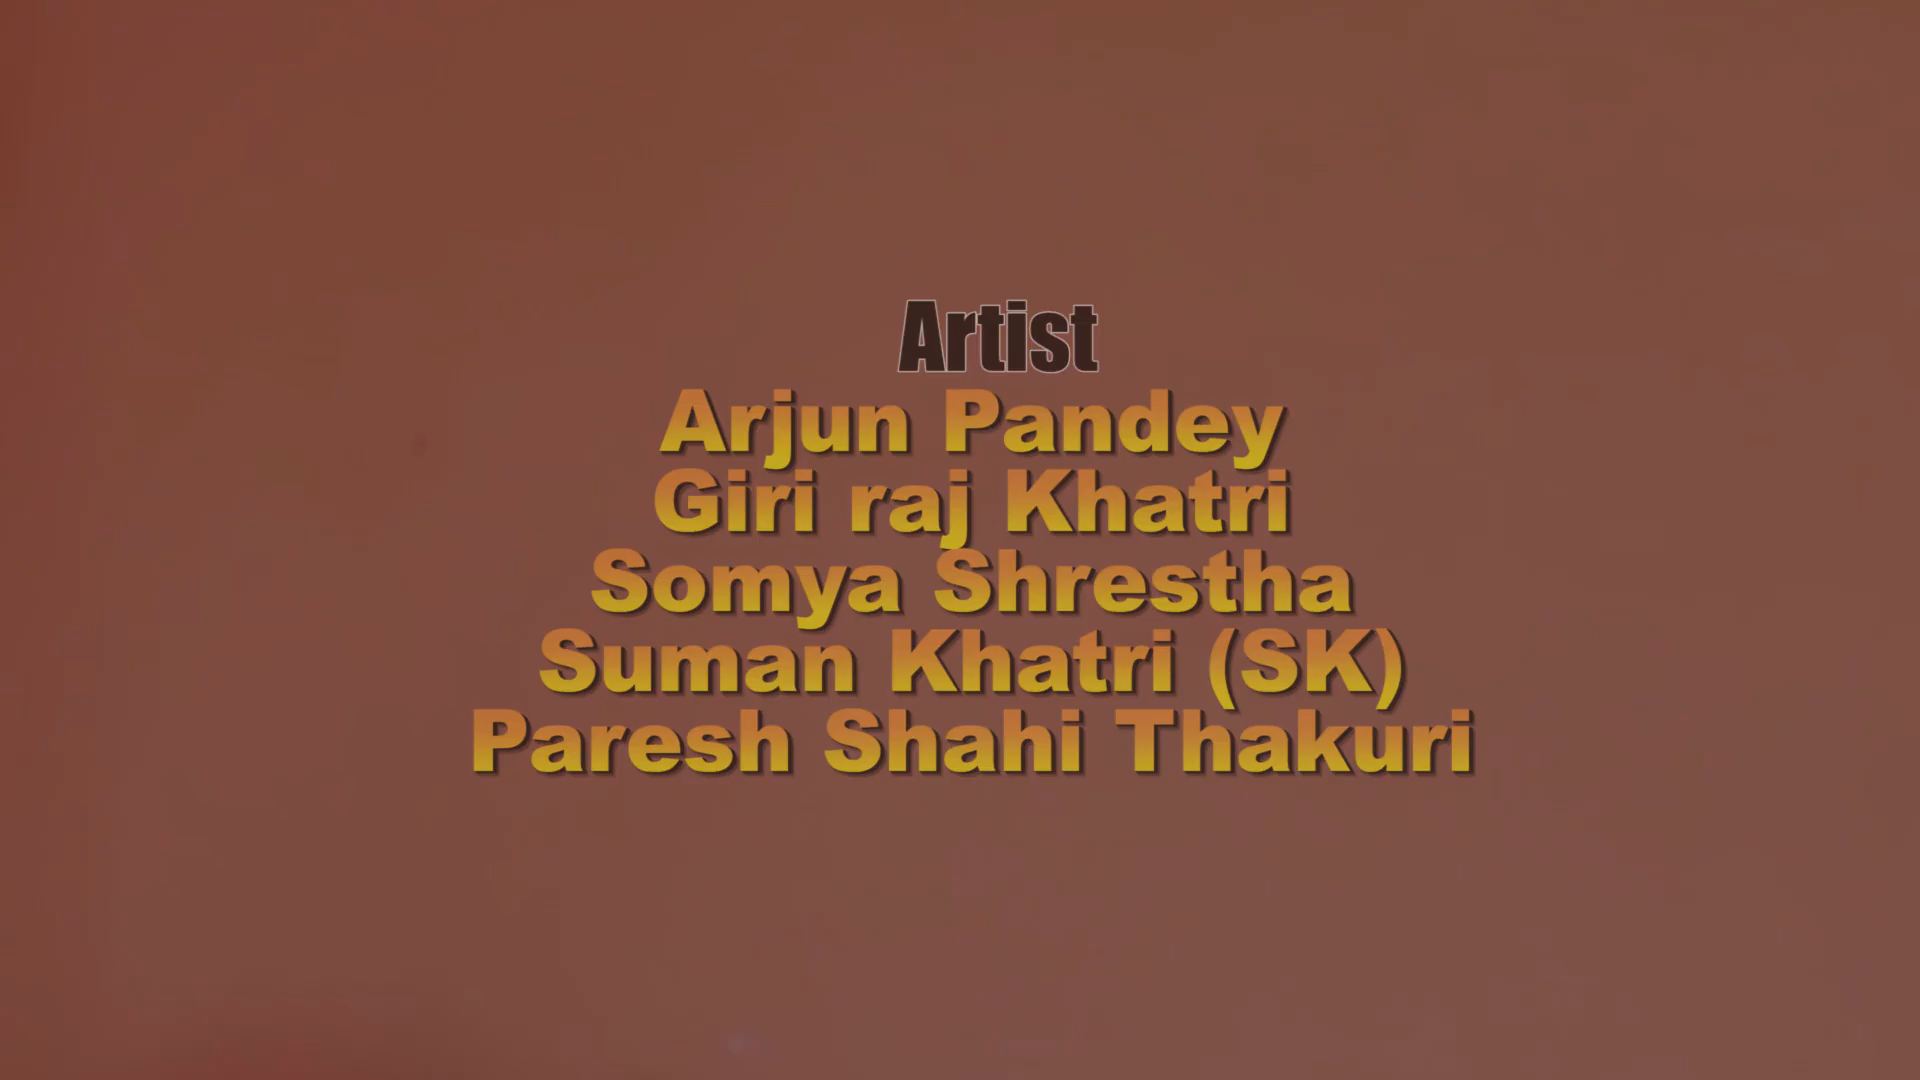 Artist
Arjun Pandey
Giri raj Khatri
Somya Shrestha
Suman Khatri (SK)
Paresh Shahi Thakuri